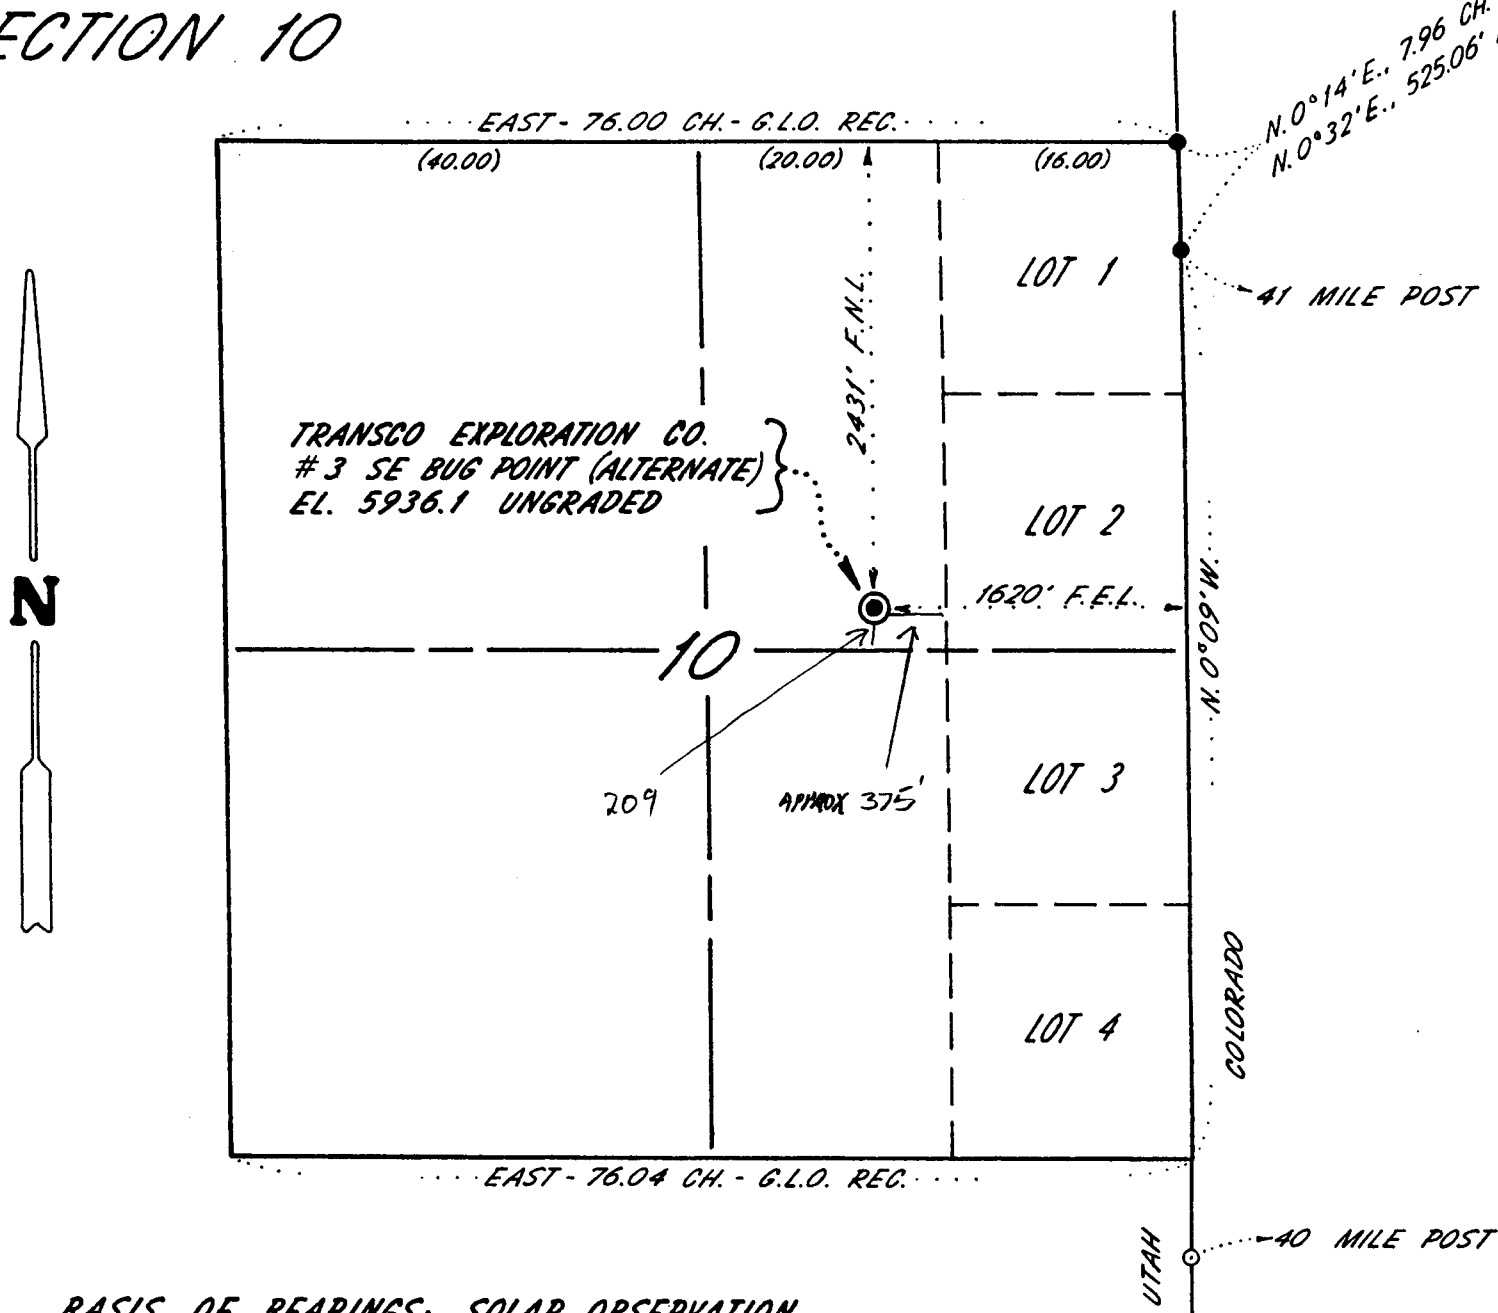 ECTION 10
N. 0°14' E., 7.96 CH.
N. 0°32' E., 525.06'
EAST - 76.00 CH. - G.L.O. REC.
(40.00)
(20.00)
(16.00)
LOT 1
41 MILE POST
2431' F.N.L.
TRANSCO EXPLORATION CO.
# 3 SE BUG POINT (ALTERNATE)
EL. 5936.1 UNGRADED
LOT 2
1620' F.E.L.
N. 0°09' W.
N
10
209
APPROX 375'
LOT 3
LOT 4
COLORADO
EAST - 76.04 CH. - G.L.O. REC.
UTAH
40 MILE POST
BASIS OF BEARINGS: SOLAR OBSERVATION